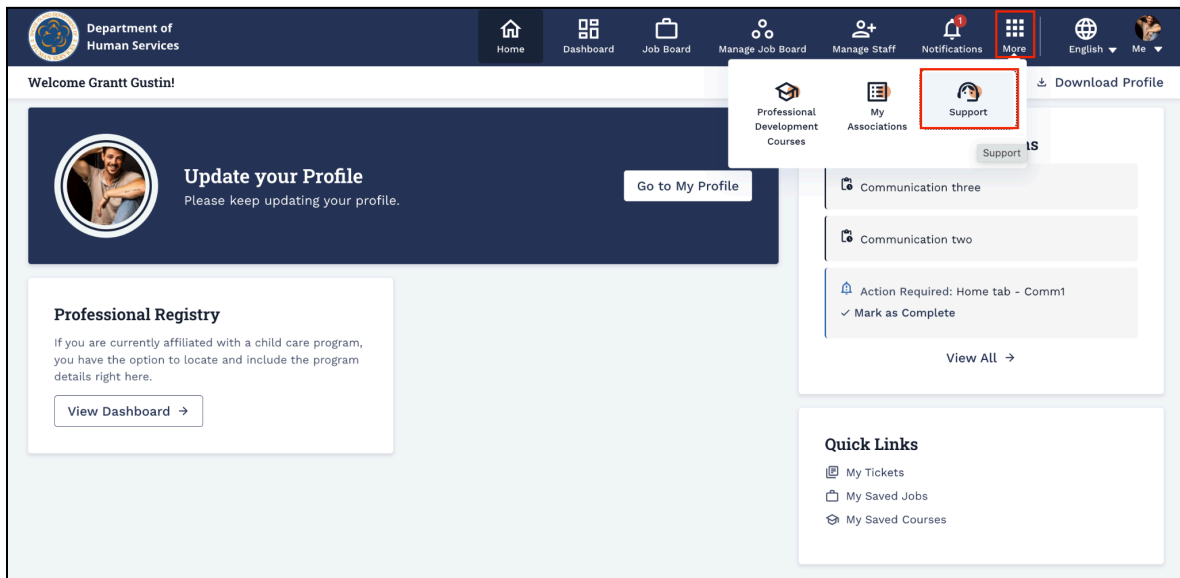 Department of
Human Services
Home
Dashboard
Job Board
Manage Job Board
Manage Staff
1
Notifications
More
English
Me
Welcome Grantt Gustin!
Download Profile
Professional
Development
Courses
My
Associations
Support
Support
ns
Update your Profile
Please keep updating your profile.
Go to My Profile
Communication three
Communication two
Action Required: Home tab - Comm1
Mark as Complete
View All →
Professional Registry
If you are currently affiliated with a child care program,
you have the option to locate and include the program
details right here.
View Dashboard →
Quick Links
My Tickets
My Saved Jobs
My Saved Courses